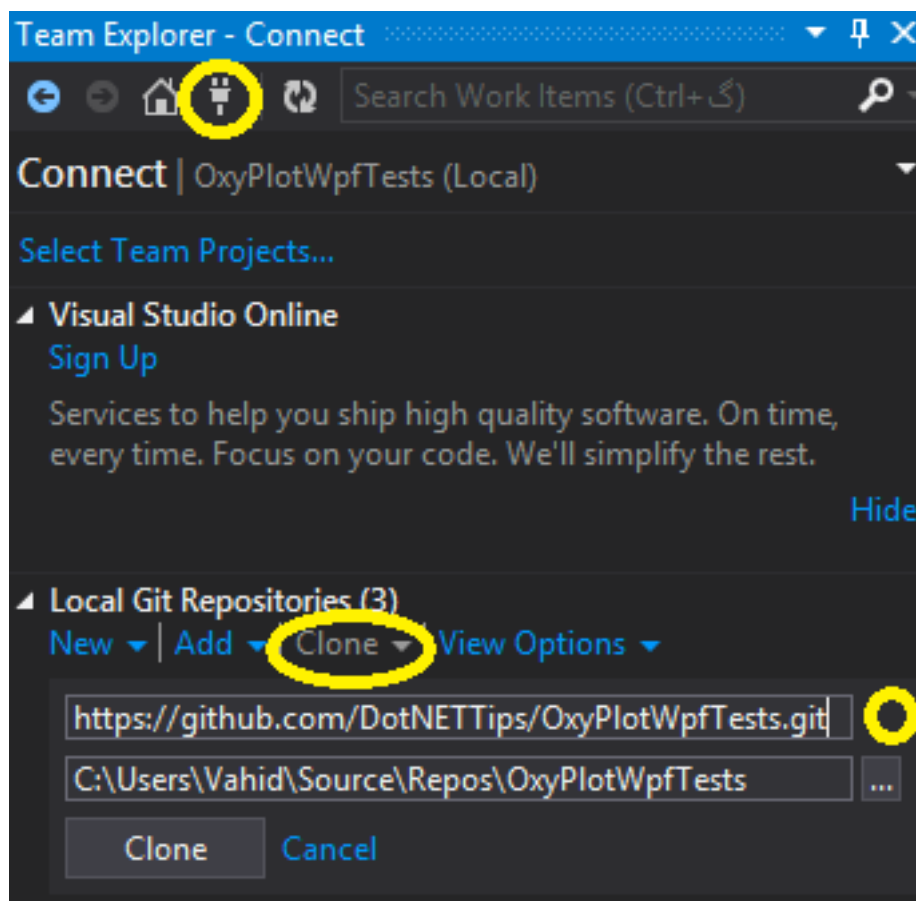 Team Explorer - Connect
Search Work Items (Ctrl+گ)
Connect | OxyPlotWpfTests (Local)
Select Team Projects...
Visual Studio Online
Sign Up
Services to help you ship high quality software. On time,
every time. Focus on your code. We'll simplify the rest.
Hide
Local Git Repositories (3)
New | Add | Clone | View Options
https://github.com/DotNETTips/OxyPlotWpfTests.git
C:\Users\Vahid\Source\Repos\OxyPlotWpfTests ...
Clone Cancel